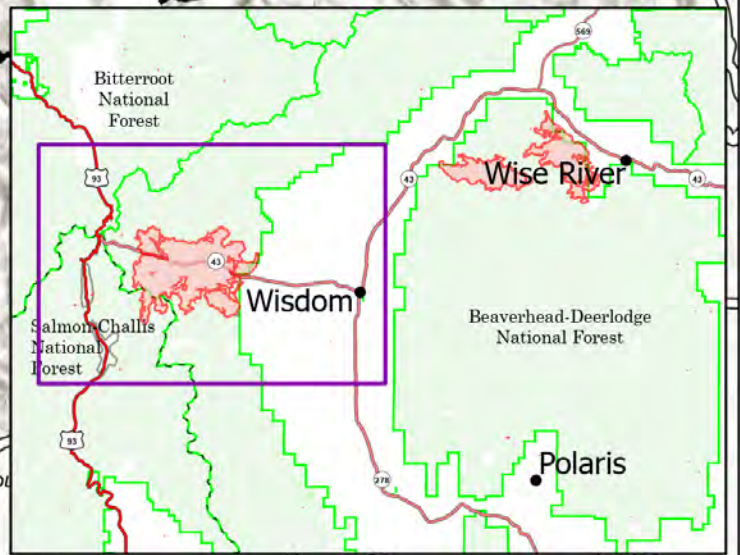 569
Bitterroot
National
Forest
93
43
Wise River
43
43
Wisdom
Salmon-Challis
National
Forest
Beaverhead-Deerlodge
National Forest
93
278
Polaris